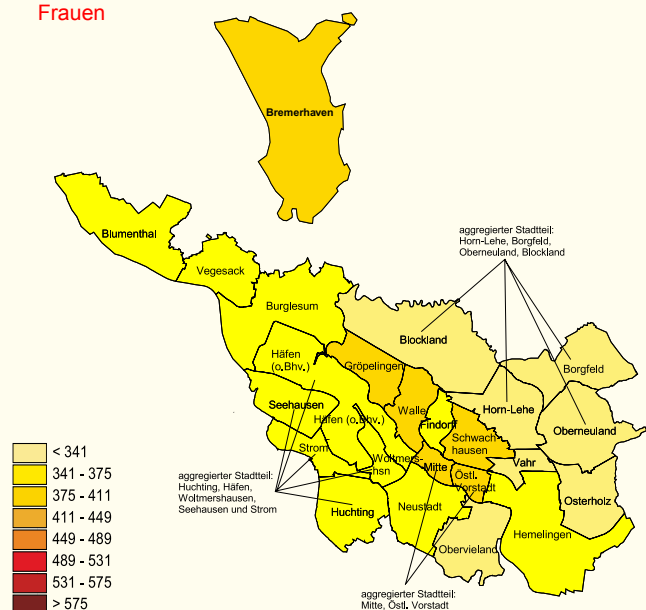 Frauen
Bremerhaven
aggregierter Stadtteil:
Horn-Lehe, Borgfeld,
Oberneuland, Blockland
Blumenthal
Vegesack
Burglesum
Blockland
Borgfeld
Häfen
(o.Bhv.)
Gröpelingen
Seehausen
Häfen (o.Bhv.)
Walle
Findorf
Horn-Lehe
Oberneuland
Schwach
hausen
Strom
Woltmers-
hsn
Mitte
Östl.
Vorstadt
Vahr
Osterholz
aggregierter Stadtteil:
Huchting, Häfen,
Woltmershausen,
Seehausen und Strom
Huchting
Neustadt
Hemelingen
Obervieland
aggregierter Stadtteil:
Mitte, Östl. Vorstadt
< 341
341 - 375
375 - 411
411 - 449
449 - 489
489 - 531
531 - 575
> 575